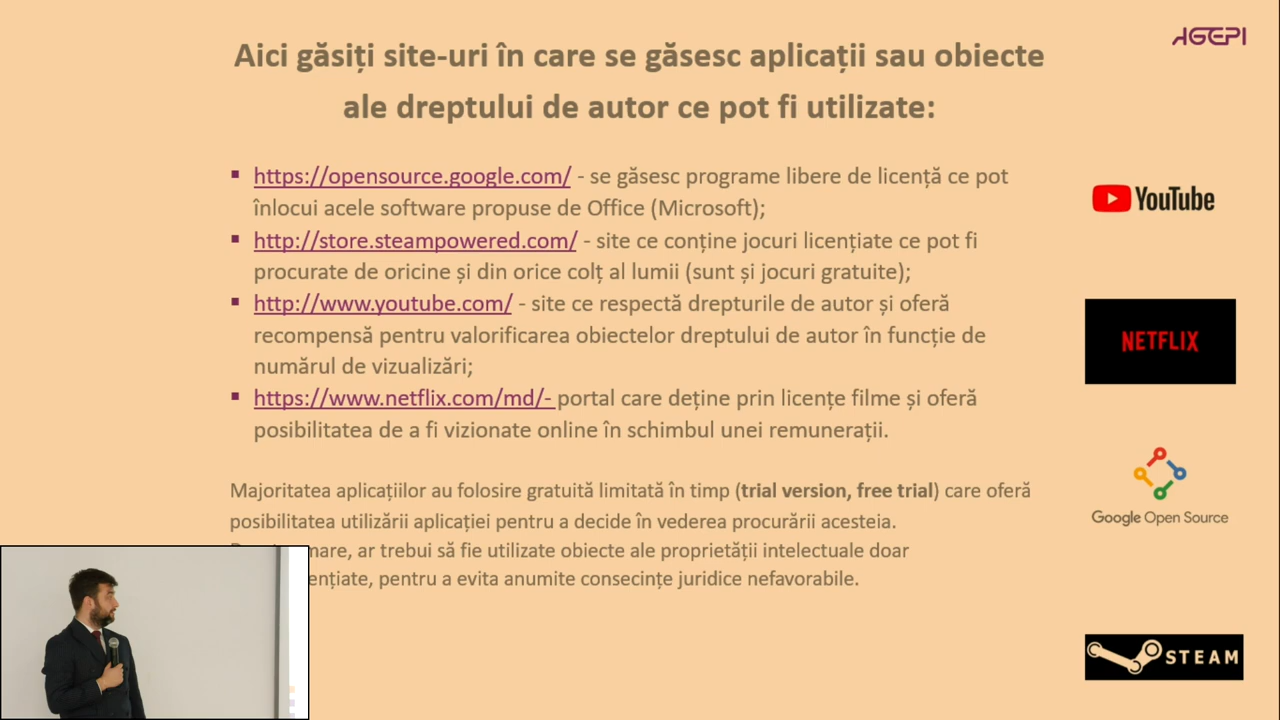 AGEPI
Aici găsiți site-uri în care se găsesc aplicații sau obiecte
ale dreptului de autor ce pot fi utilizate:
▪ https://opensource.google.com/ - se găsesc programe libere de licență ce pot
înlocui acele software propuse de Office (Microsoft);
▪ http://store.steampowered.com/ - site ce conține jocuri licențiate ce pot fi
procurate de oricine și din orice colț al lumii (sunt și jocuri gratuite);
▪ http://www.youtube.com/ - site ce respectă drepturile de autor și oferă
recompensă pentru valorificarea obiectelor dreptului de autor în funcție de
numărul de vizualizări;
▪ https://www.netflix.com/md/- portal care deține prin licențe filme și oferă
posibilitatea de a fi vizionate online în schimbul unei remunerații.
Majoritatea aplicațiilor au folosire gratuită limitată în timp (trial version, free trial) care oferă
posibilitatea utilizării aplicației pentru a decide în vederea procurării acesteia.
mare, ar trebui să fie utilizate obiecte ale proprietății intelectuale doar
ențiate, pentru a evita anumite consecințe juridice nefavorabile.
YouTube
NETFLIX
Google Open Source
STEAM